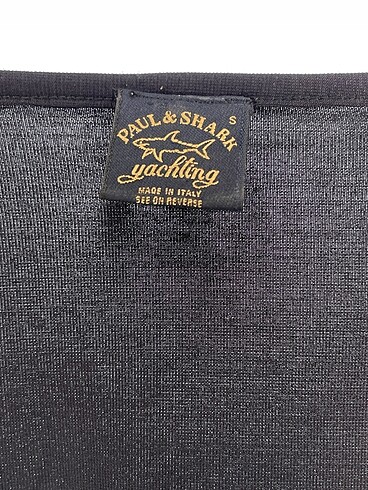 S
PAUL & SHARK
yachting
MADE IN ITALY
SEE ON REVERSE